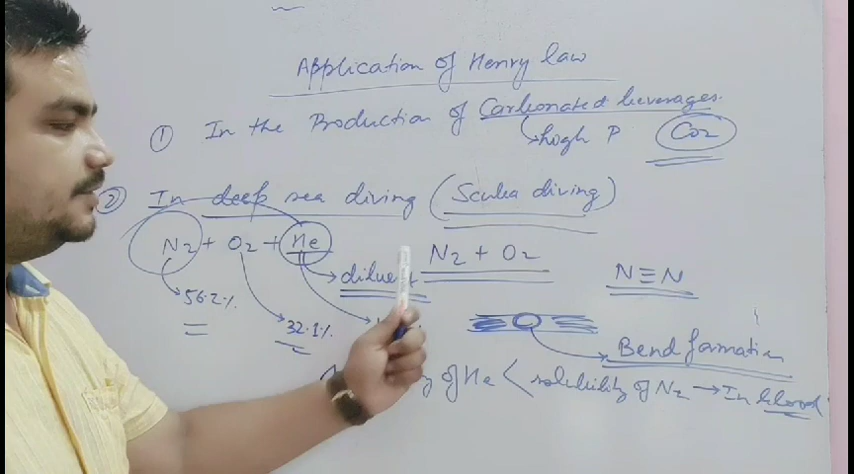 Application of Henry law
① In the Production of Carbonated beverages.
high P CO2
② In deep sea diving (Scuba diving)
N2 + O2 + He
diluent
N2 + O2
N≡N
56.2%
32.1%
Bend formation
of He < solubility of N2 → In blood